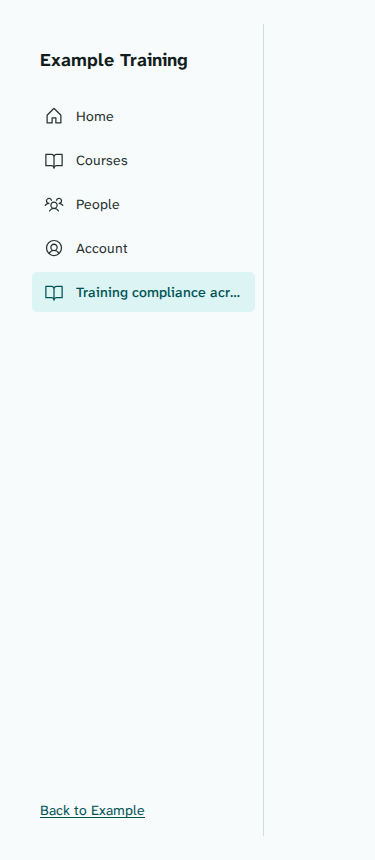 Example Training
Home
Courses
People
Account
Training compliance acr...
Back to Example